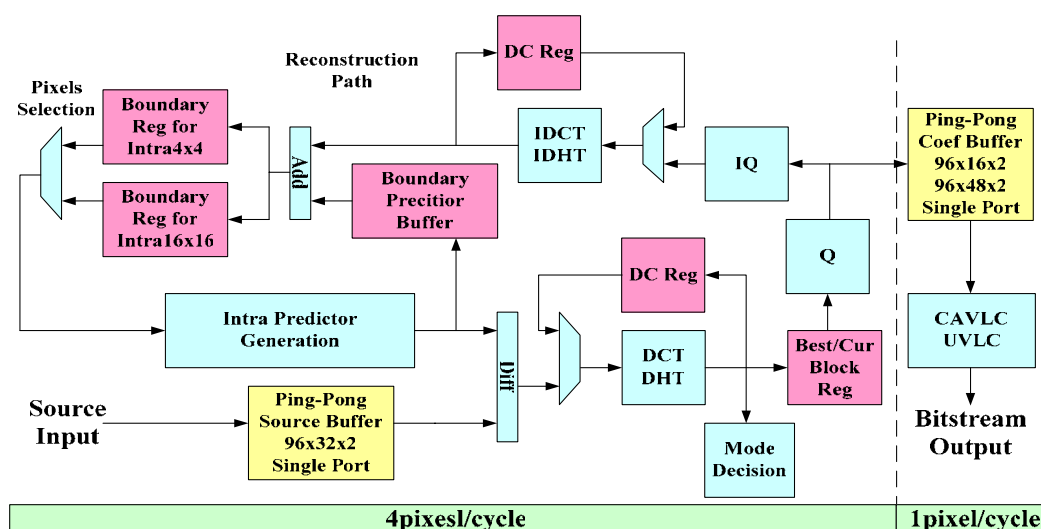 DC Reg
Reconstruction
Path
Pixels
Selection
Boundary
Reg for
Intra4x4
Boundary
Reg for
Intra16x16
Add
IDCT
IDHT
IQ
Ping-Pong
Coef Buffer
96x16x2
96x48x2
Single Port
Boundary
Precitior
Buffer
Q
DC Reg
CAVLC
UVLC
Intra Predictor
Generation
Diff
DCT
DHT
Best/Cur
Block
Reg
Source
Input
Ping-Pong
Source Buffer
96x32x2
Single Port
Mode
Decision
Bitstream
Output
4pixesl/cycle
1pixel/cycle